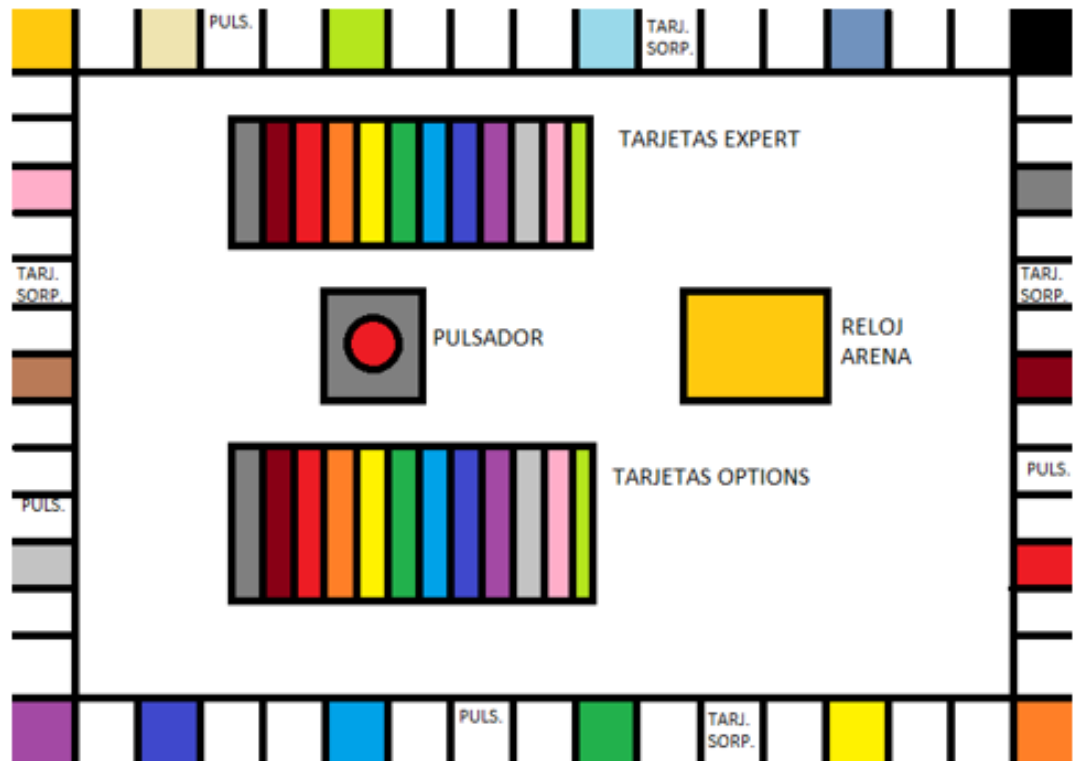 PULS.
TARJ.
SORP.
TARJETAS EXPERT
TARJ.
SORP.
TARJ.
SORP.
PULSADOR
RELOJ
ARENA
PULS.
TARJETAS OPTIONS
PULS.
PULS.
TARJ.
SORP.